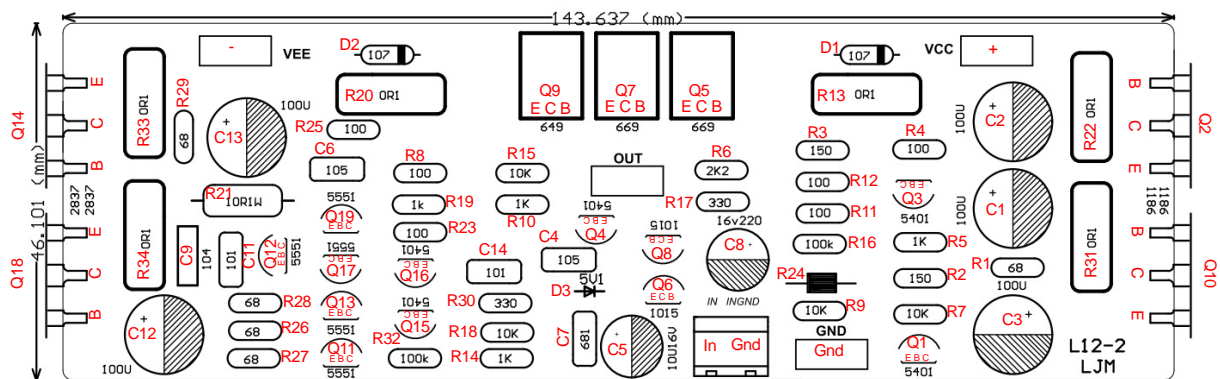 143.637 (mm)
46.101 (mm)
- VEE
D2 107
D1 107
VCC +
Q14
E
C
B
2837
2837
Q18
E
C
B
R33 0R1
R29 68
100U
C13
R20 0R1
R25 100
Q9 E C B 649
Q7 E C B 669
Q5 E C B 669
R13 0R1
100U
C2
R22 0R1
B
C
E
Q2
1186
1186
B
C
E
Q10
C6 105
R8 100
R15 10K
OUT
R6 2K2
R3 150
R4 100
R21 10R1W
5551
Q19 EBC
1k R19
1K R10
5401
EBC Q4
R17 330
100 R12
EBC Q3
5401
100U
C1
R34 0R1
C9 104
C11 101
Q12 EBC 5551
5551
EBC Q17
100 R23
5401
EBC Q16
C14 101
C4 105
1015
ECB Q8
16v220
C8
100 R11
100k R16
1K R5
R1 68
R31 0R1
68 R28
Q13 EBC
5551
5401
EBC Q15
R30 330
5V1
D3
Q6 ECB
1015
IN INGND
R24
150 R2
100U
C3
C12
100U
68 R26
68 R27
Q11 EBC
5551
R32 100k
R18 10K
R14 1K
C7 681
C5
10U16V
In Gnd
10K R9
GND
Gnd
10K R7
Q1 EBC
5401
L12-2
LJM